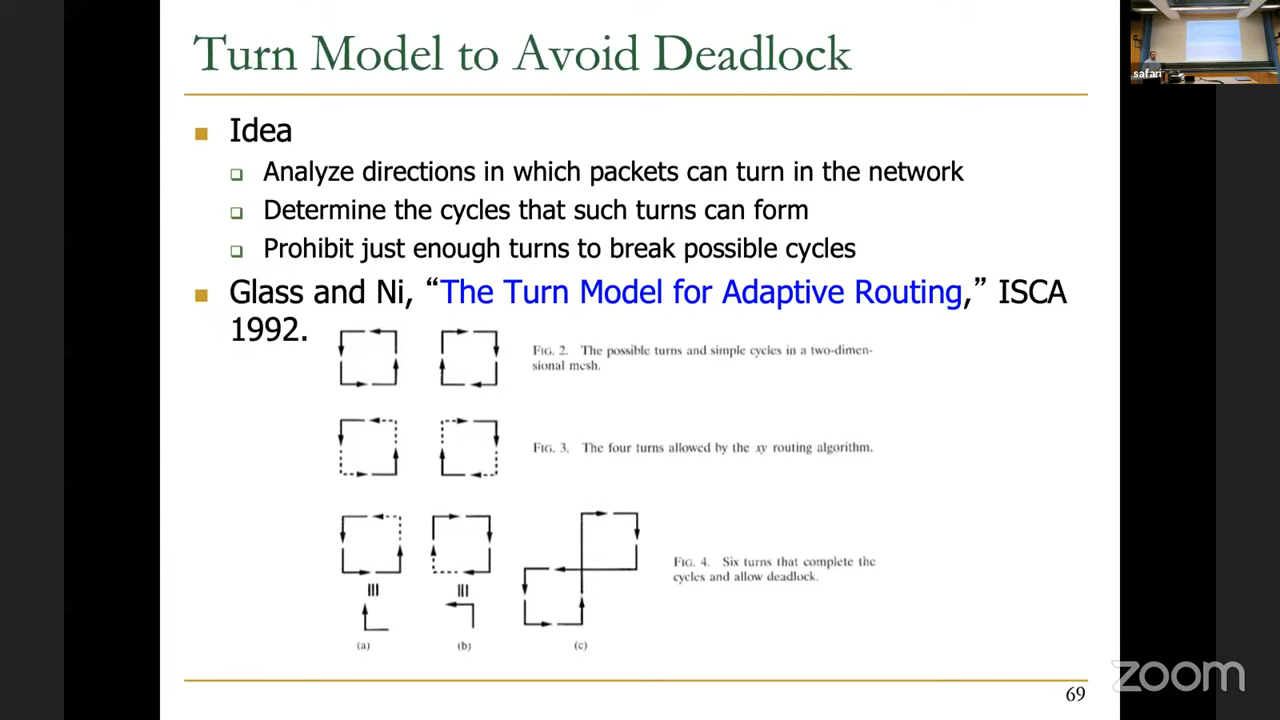 Turn Model to Avoid Deadlock
safari
Idea
Analyze directions in which packets can turn in the network
Determine the cycles that such turns can form
Prohibit just enough turns to break possible cycles
Glass and Ni, “The Turn Model for Adaptive Routing,” ISCA
1992.
FIG. 2. The possible turns and simple cycles in a two-dimen-
sional mesh.
FIG. 3. The four turns allowed by the xy routing algorithm.
FIG. 4. Six turns that complete the
cycles and allow deadlock.
(a)
(b)
(c)
zoom
69